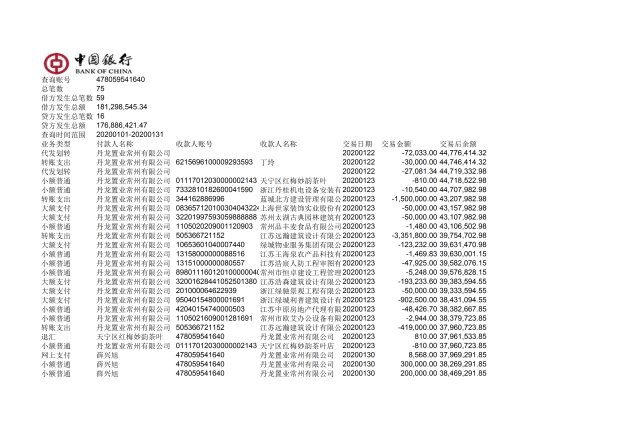 中国银行
BANK OF CHINA
查询账号 478059541640
总笔数 75
借方发生总笔数 59
借方发生总额 181,298,545.34
贷方发生总笔数 16
贷方发生总额 176,886,421.47
查询时间范围 20200101-20200131
业务类型 付款人名称 收款人账号 收款人名称 交易日期 交易金额 交易后余额
代发划转 丹龙置业常州有限公司 20200122 -72,033.00 44,776,414.32
转账支出 丹龙置业常州有限公司 6215696100009293593 丁玲 20200122 -30,000.00 44,746,414.32
代发划转 丹龙置业常州有限公司 20200122 -27,081.34 44,719,332.98
小额普通 丹龙置业常州有限公司 01117012030000002143 天宁区红梅妙韵茶叶 20200123 -810.00 44,718,522.98
小额普通 丹龙置业常州有限公司 7332810182600041590 浙江丹桂机电设备安装有 20200123 -10,540.00 44,707,982.98
转账支出 丹龙置业常州有限公司 344162886996 蓝城北方建设管理有限公 20200123 -1,500,000.00 43,207,982.98
大额支付 丹龙置业常州有限公司 0836571201003040432 上海世家装饰实业股份有 20200123 -50,000.00 43,157,982.98
大额支付 丹龙置业常州有限公司 32201997593059888888 苏州太湖古典园林建筑有 20200123 -50,000.00 43,107,982.98
小额普通 丹龙置业常州有限公司 1105020209001120903 常州品丰麦食品有限公司 20200123 -1,480.00 43,106,502.98
转账支出 丹龙置业常州有限公司 505366721152 江苏远瀚建筑设计有限公 20200123 -3,351,800.00 39,754,702.98
大额支付 丹龙置业常州有限公司 10653601040007440 绿城物业服务集团有限公 20200123 -123,232.00 39,631,470.98
小额普通 丹龙置业常州有限公司 13158000000088516 江苏王海泉农产品科技有 20200123 -1,469.83 39,630,001.15
小额普通 丹龙置业常州有限公司 13151000000080557 江苏浩宸人防工程审图有 20200123 -47,925.00 39,582,076.15
小额普通 丹龙置业常州有限公司 89801116012010000004 常州市恒卓建设工程管理 20200123 -5,248.00 39,576,828.15
大额支付 丹龙置业常州有限公司 32001628441052501380 江苏浩森建筑设计有限公 20200123 -193,233.60 39,383,594.55
大额支付 丹龙置业常州有限公司 201000064622939 浙江绿驰景观工程有限公 20200123 -50,000.00 39,333,594.55
大额支付 丹龙置业常州有限公司 95040154800001691 浙江绿城利普建筑设计有 20200123 -902,500.00 38,431,094.55
小额普通 丹龙置业常州有限公司 42040154740000503 江苏中原房地产代理有限 20200123 -48,426.70 38,382,667.85
小额普通 丹龙置业常州有限公司 1105021609001281691 常州市欧艾办公设备有限 20200123 -2,944.00 38,379,723.85
转账支出 丹龙置业常州有限公司 505366721152 江苏远瀚建筑设计有限公 20200123 -419,000.00 37,960,723.85
退汇 天宁区红梅妙韵茶叶 478059541640 丹龙置业常州有限公司 20200123 810.00 37,961,533.85
小额普通 丹龙置业常州有限公司 01117012030000002143 天宁区红梅妙韵茶叶店 20200123 -810.00 37,960,723.85
网上支付 薛兴旭 478059541640 丹龙置业常州有限公司 20200130 8,568.00 37,969,291.85
小额普通 薛兴旭 478059541640 丹龙置业常州有限公司 20200130 300,000.00 38,269,291.85
小额普通 薛兴旭 478059541640 丹龙置业常州有限公司 20200130 200,000.00 38,469,291.85